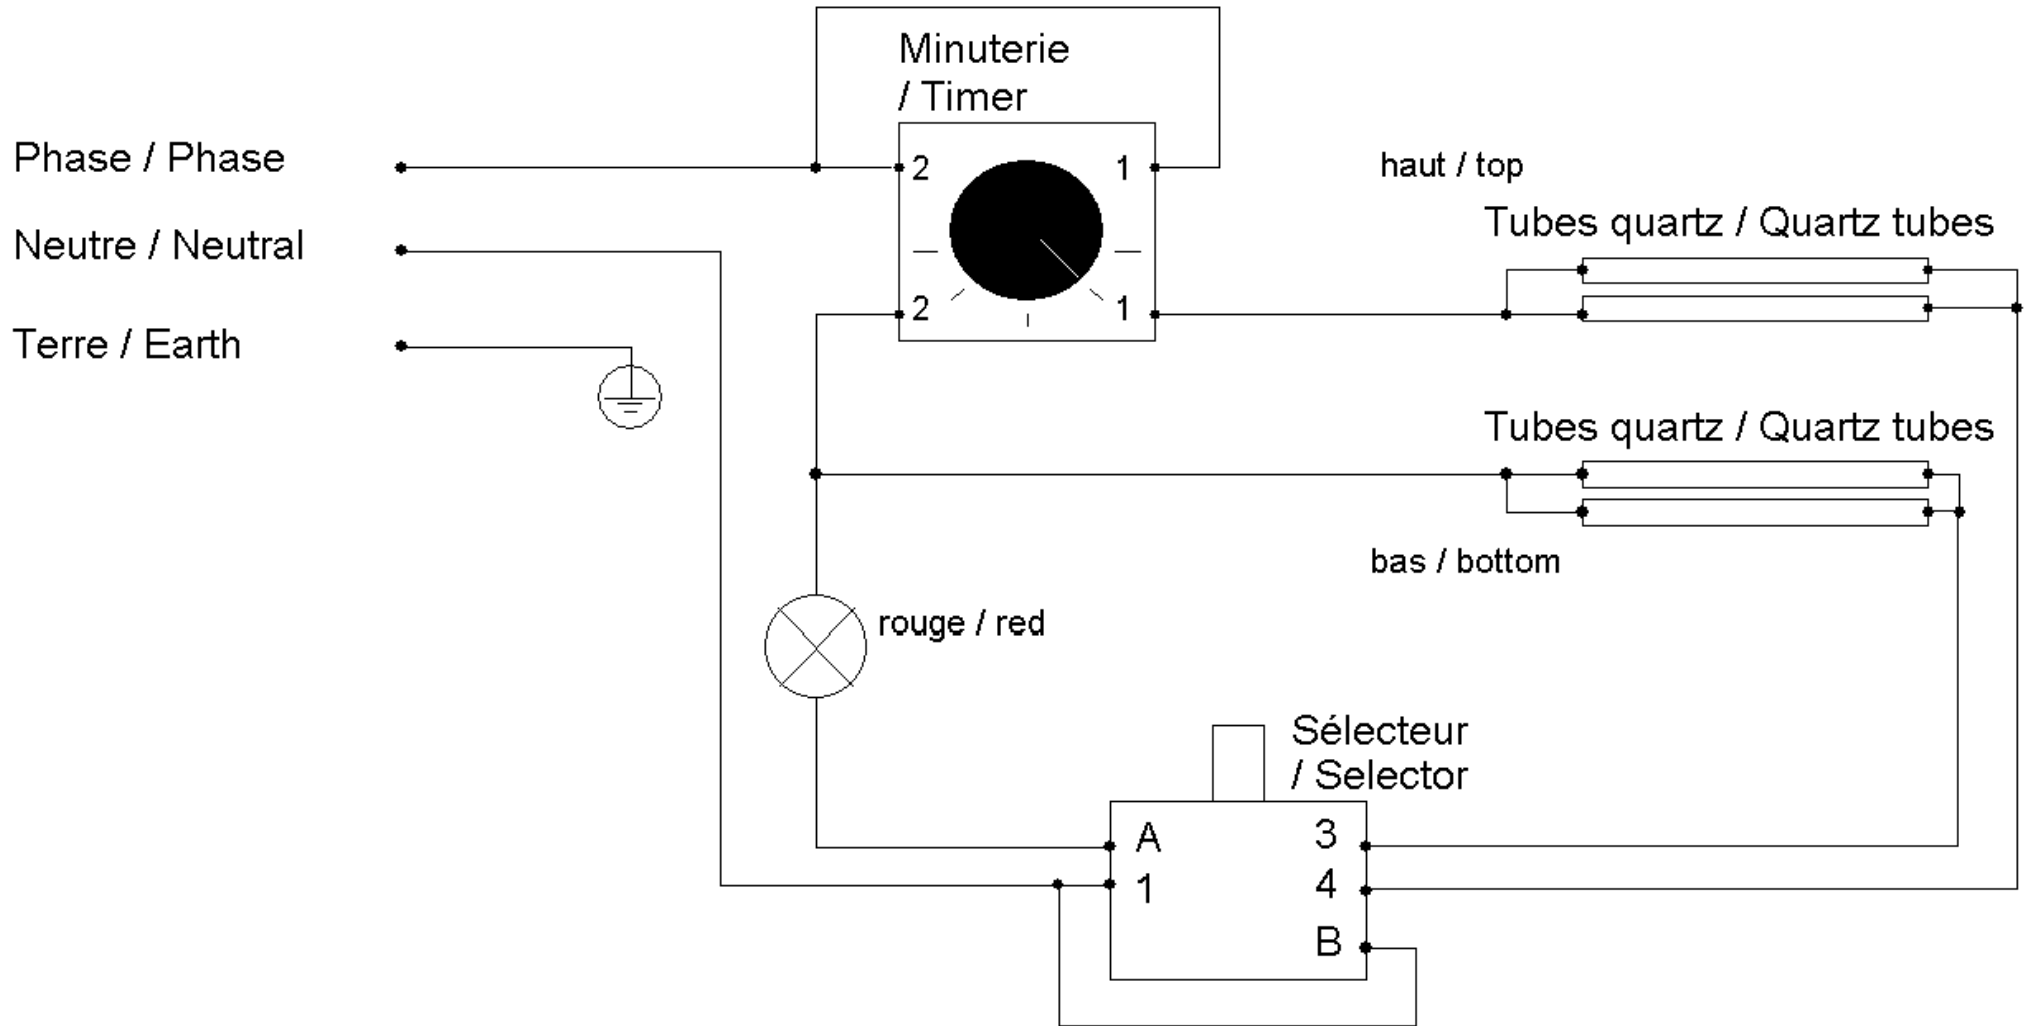 Minuterie
/ Timer
Phase / Phase
2 1
haut / top
Tubes quartz / Quartz tubes
Neutre / Neutral
2 1
Terre / Earth
Tubes quartz / Quartz tubes
bas / bottom
rouge / red
Sélecteur
/ Selector
A 3
1 4
B